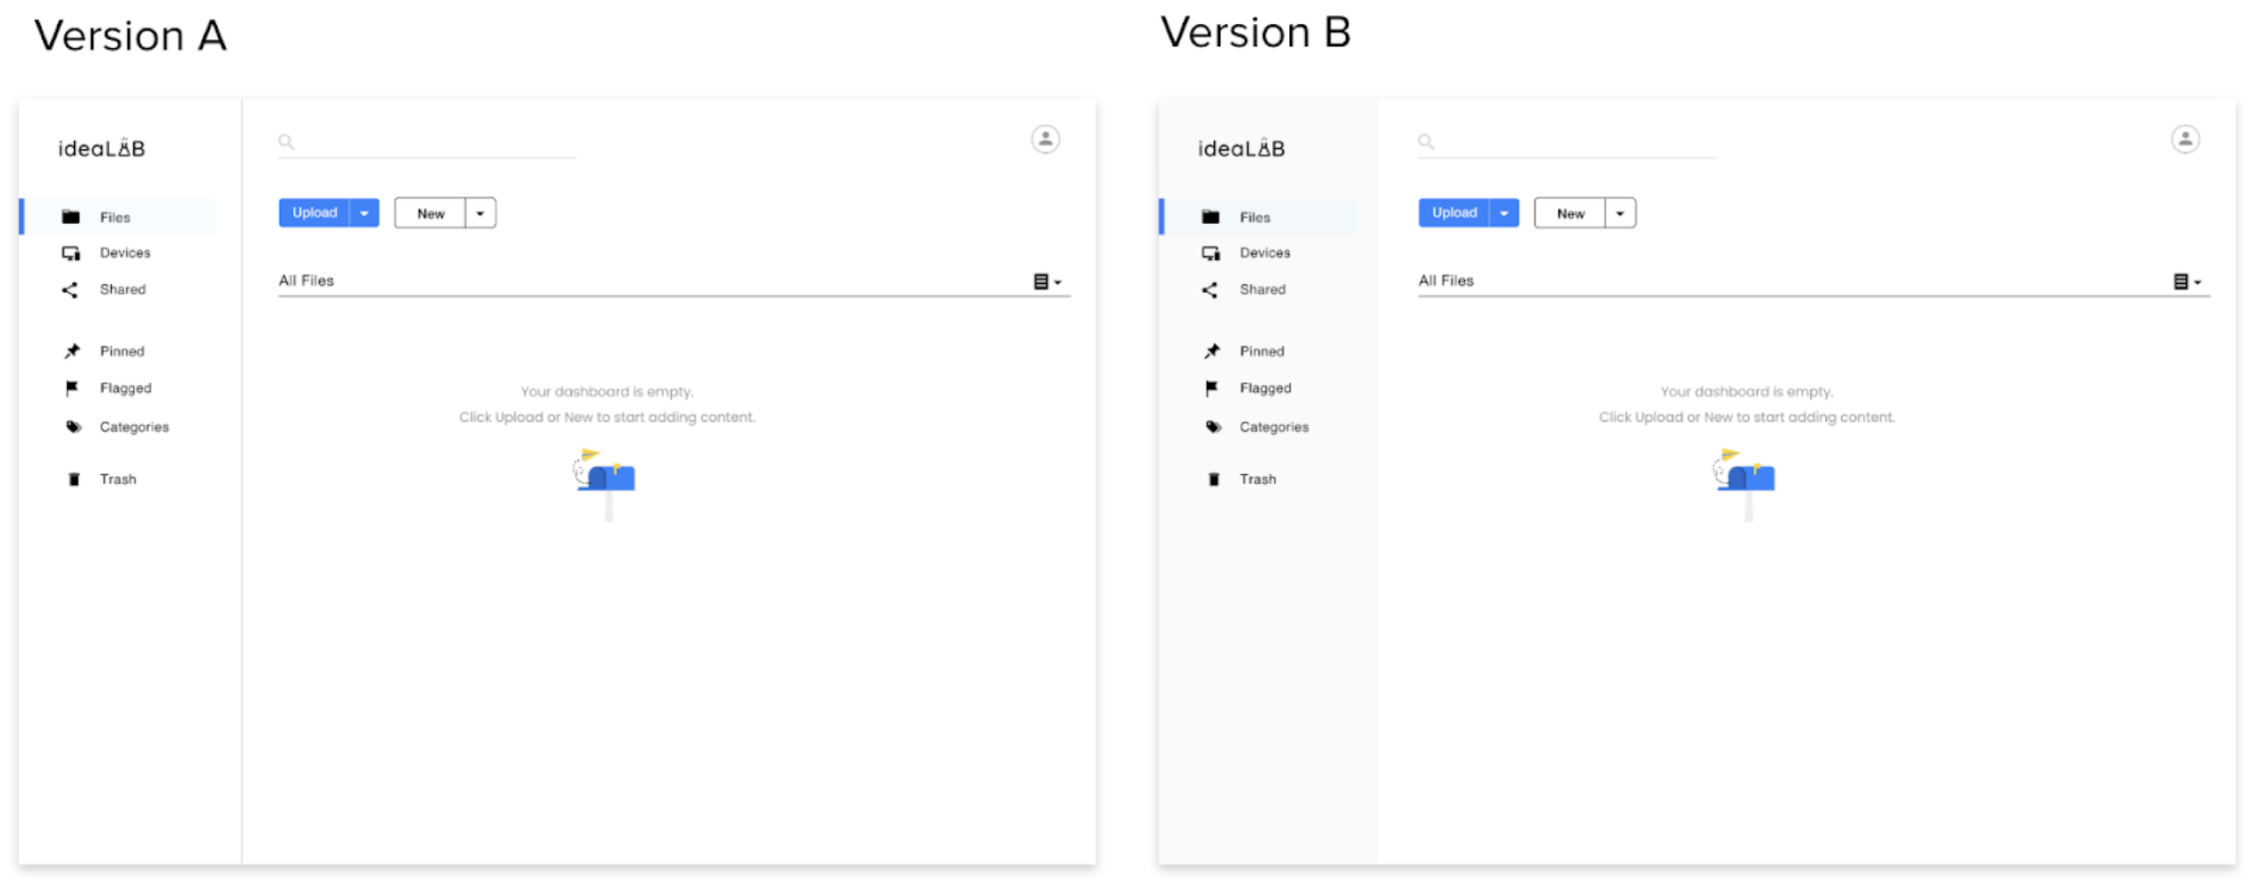 Version A
ideaLAB
Files
Devices
Shared
Pinned
Flagged
Categories
Trash
Upload
New
All Files
Your dashboard is empty.
Click Upload or New to start adding content.
Version B
ideaLAB
Files
Devices
Shared
Pinned
Flagged
Categories
Trash
Upload
New
All Files
Your dashboard is empty.
Click Upload or New to start adding content.